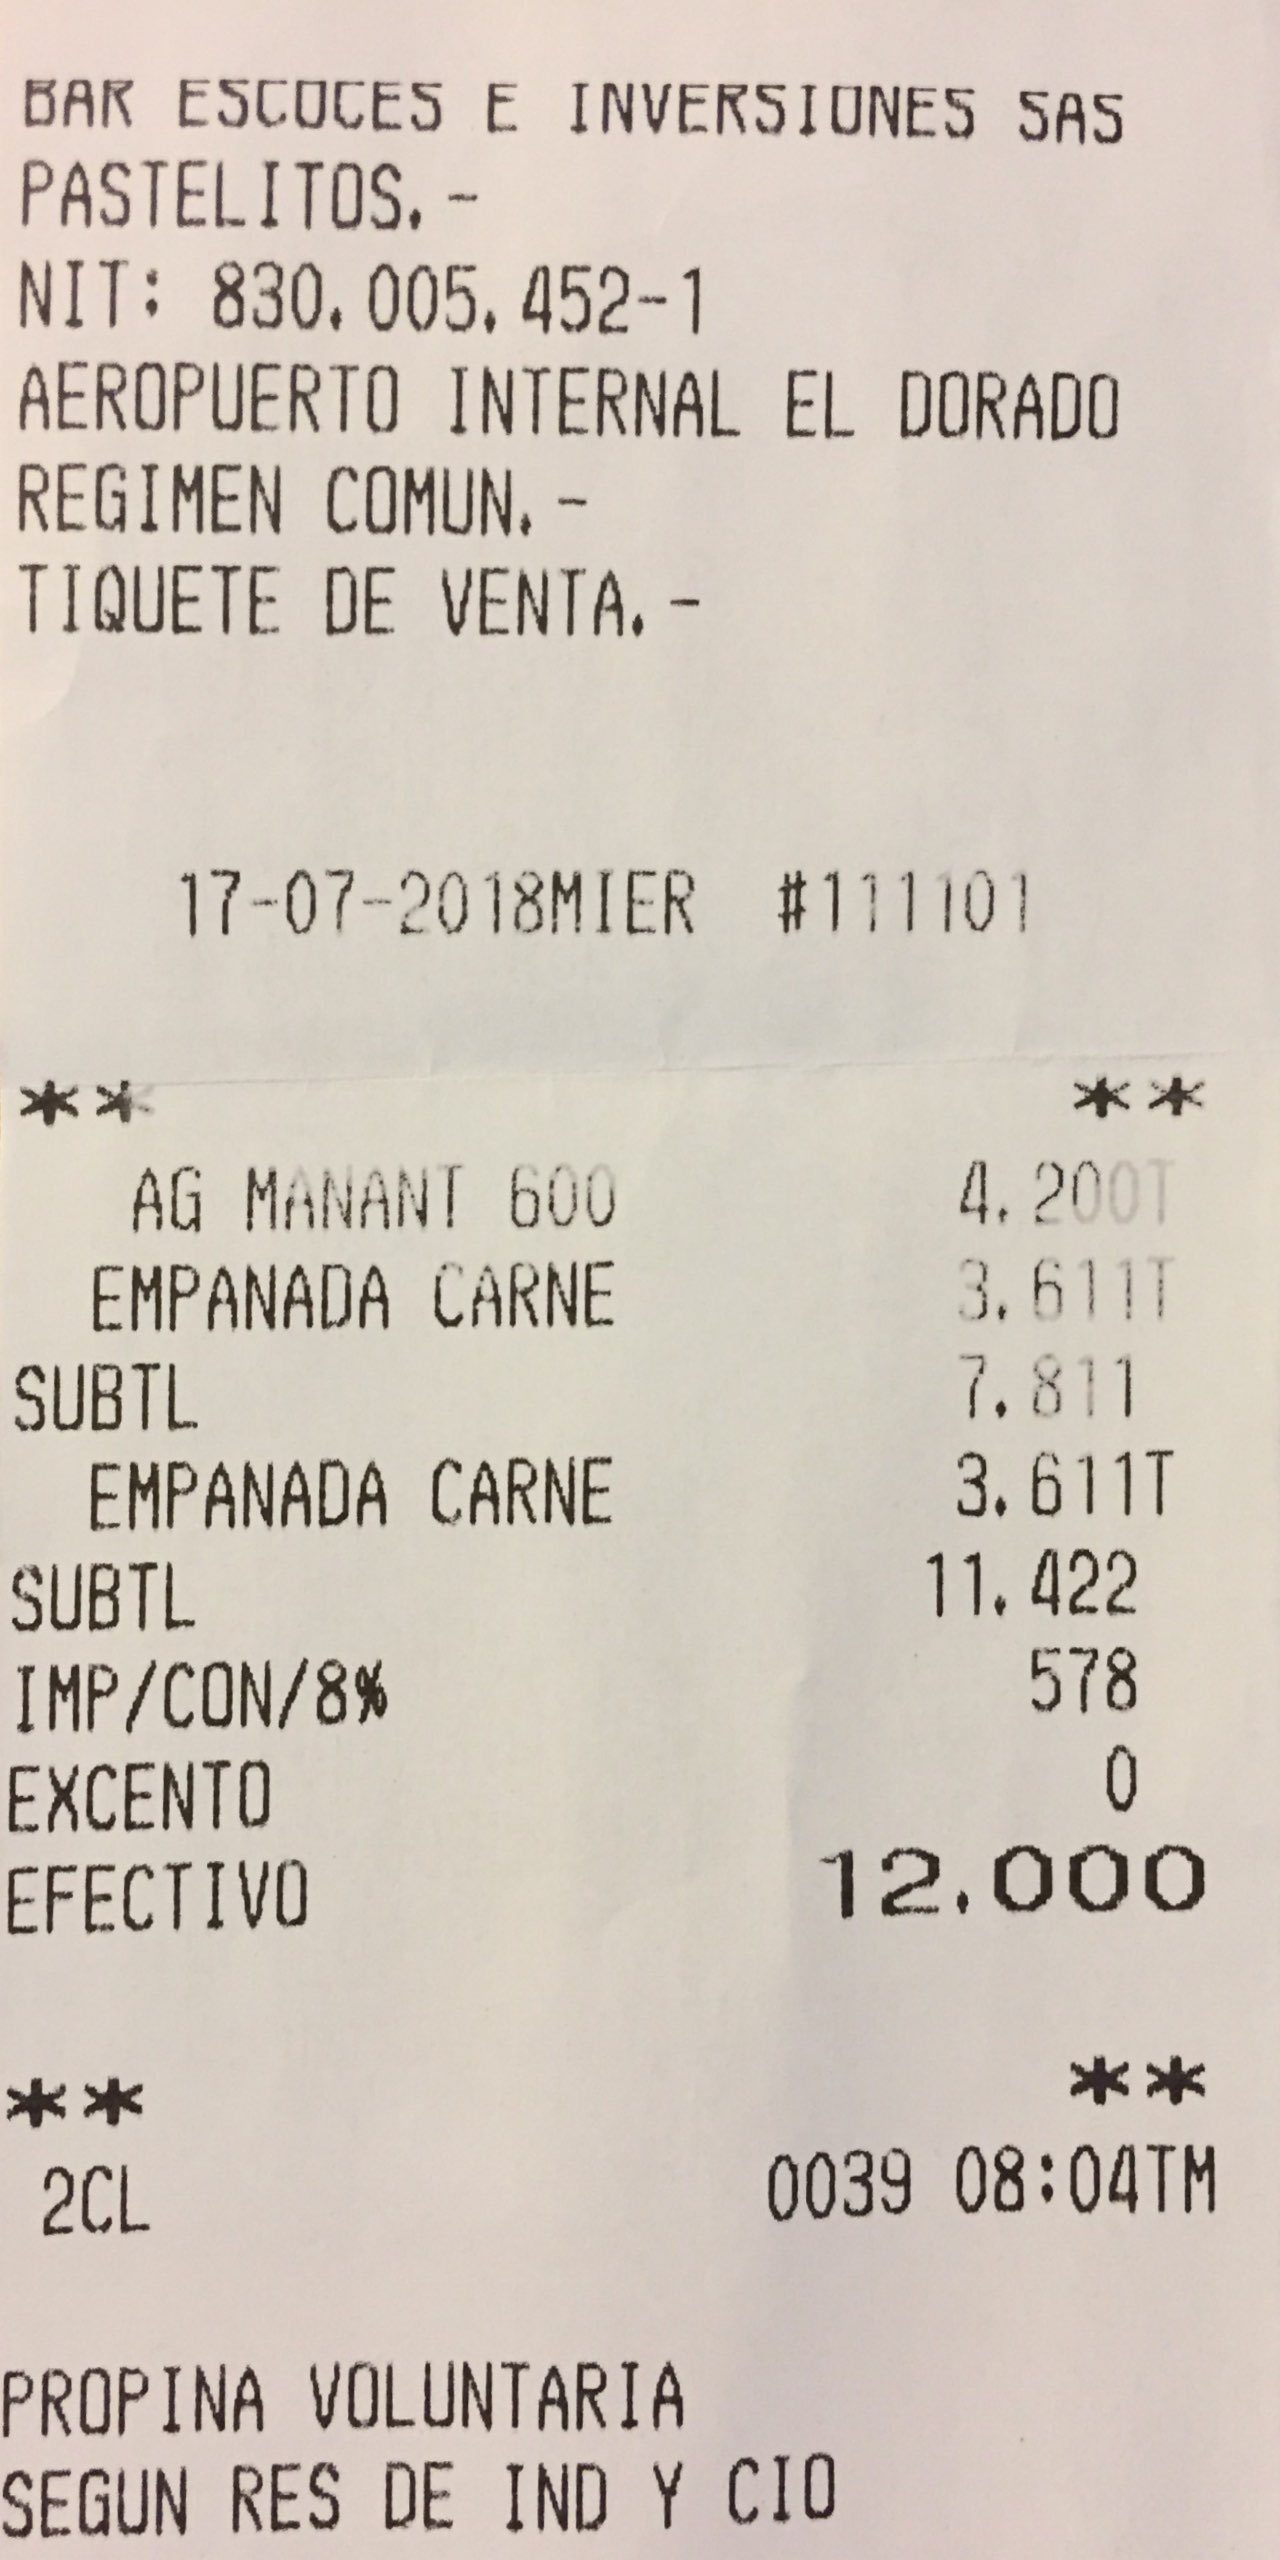 BAR ESCOCES E INVERSIONES SAS
PASTELITOS.-
NIT: 830.005.452-1
AEROPUERTO INTERNAL EL DORADO
REGIMEN COMUN.-
TIQUETE DE VENTA.-
17-07-2018MIER #111101
** **
AG MANANT 600 4.200T
EMPANADA CARNE 3.611T
SUBTL 7.811
EMPANADA CARNE 3.611T
SUBTL 11.422
IMP/CON/8% 578
EXCENTO 0
EFECTIVO 12.000
** **
2CL 0039 08:04TM
PROPINA VOLUNTARIA
SEGUN RES DE IND Y CIO